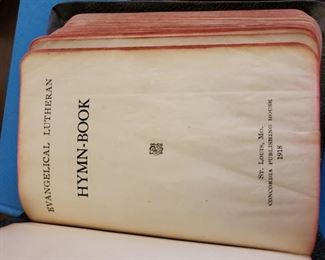 EVANGELICAL LUTHERAN
HYMN-BOOK
ST. LOUIS, MO.
CONCORDIA PUBLISHING HOUSE
1918